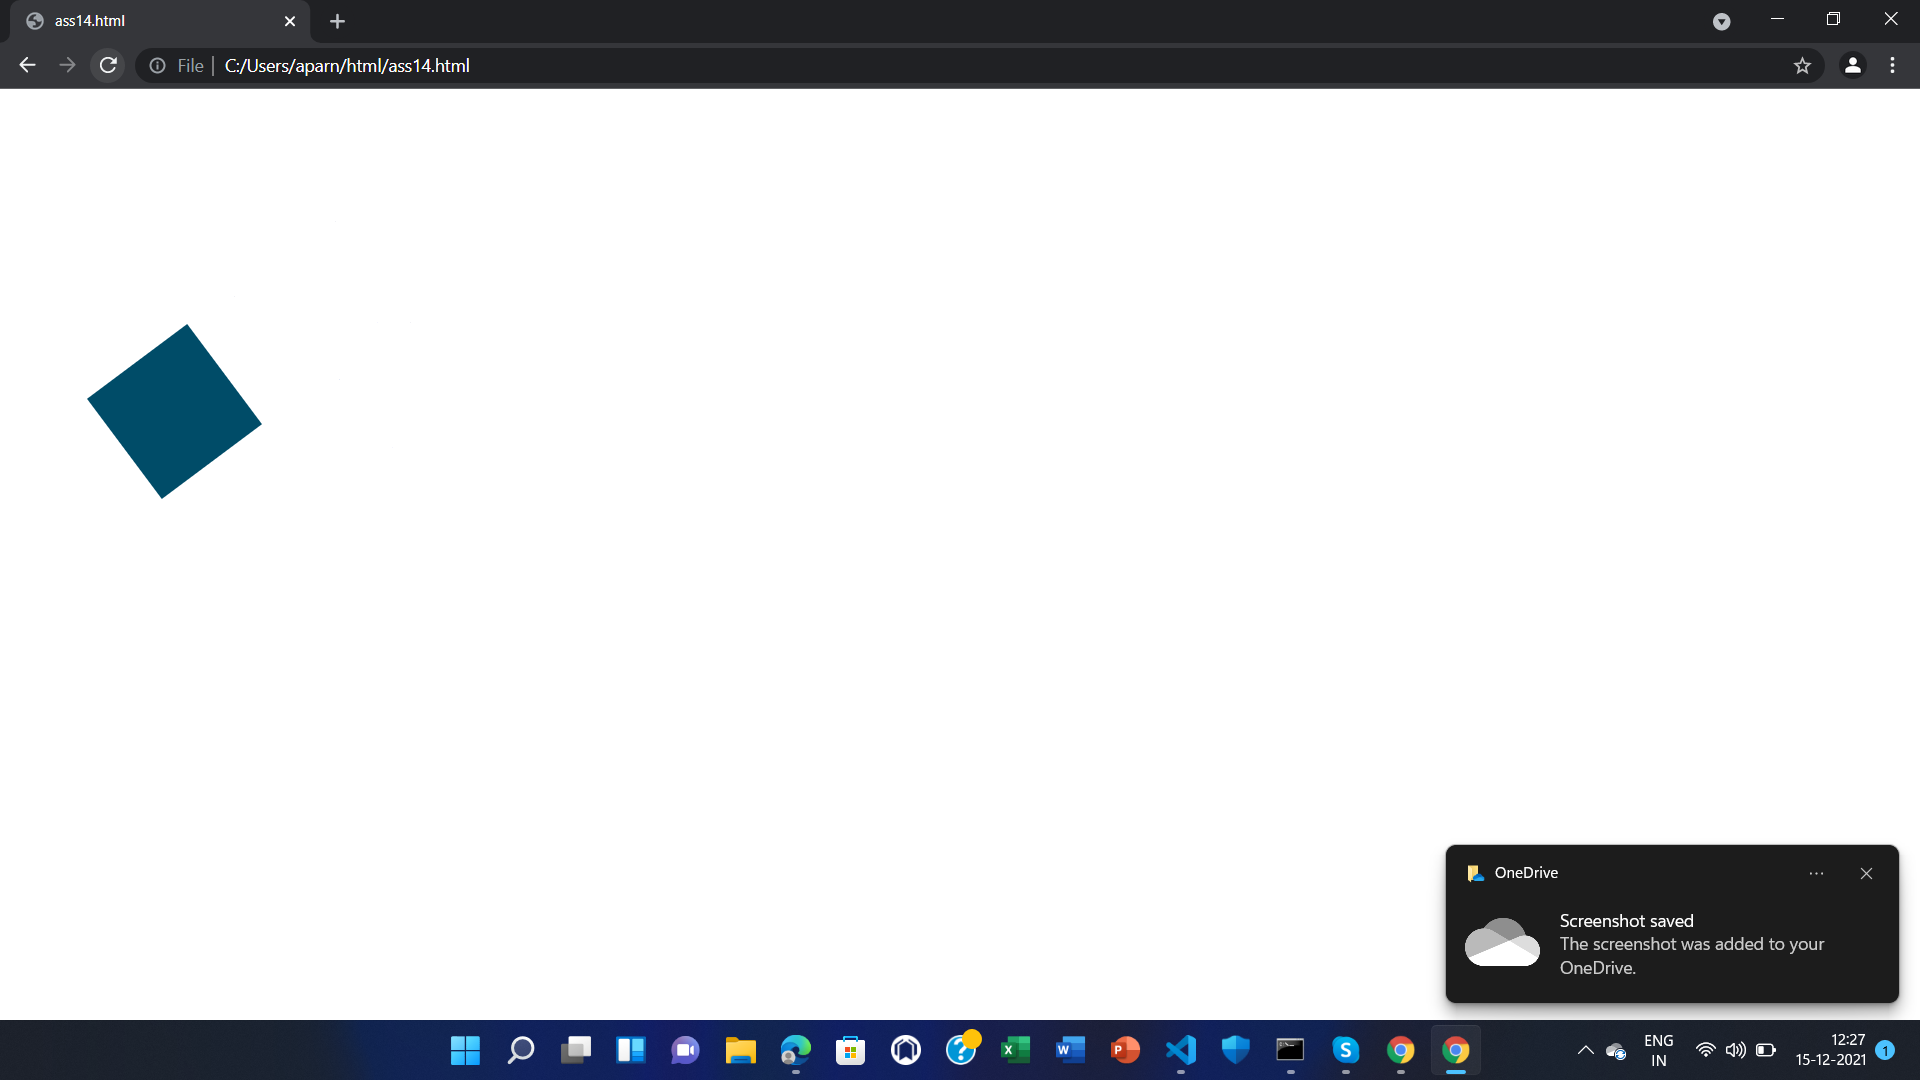 ass14.html
File
C:/Users/aparn/html/ass14.html
OneDrive
Screenshot saved
The screenshot was added to your
OneDrive.
ENG
IN
12:27
15-12-2021
1